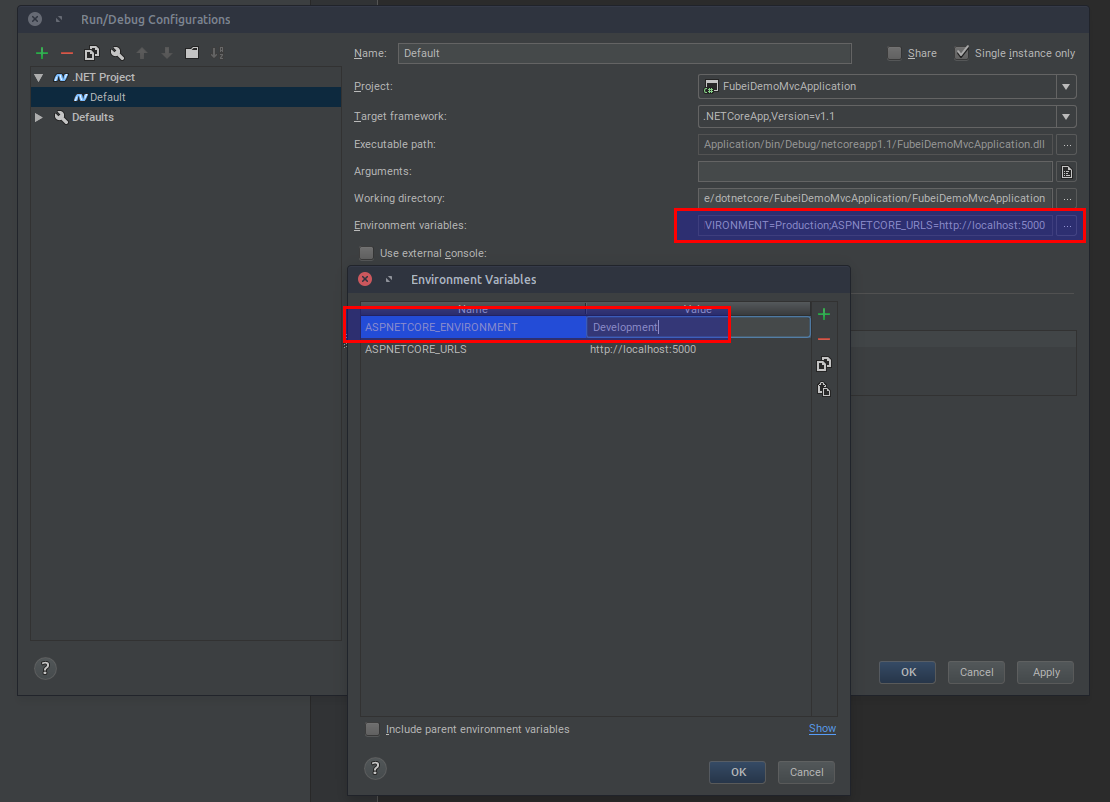 Run/Debug Configurations
Name: Default Share Single instance only
.NET Project
Default
Defaults
Project: FubeiDemoMvcApplication
Target framework: .NETCoreApp,Version=v1.1
Executable path: Application/bin/Debug/netcoreapp1.1/FubeiDemoMvcApplication.dll ...
Arguments:
Working directory: e/dotnetcore/FubeiDemoMvcApplication/FubeiDemoMvcApplication ...
Environment variables: VIRONMENT=Production;ASPNETCORE_URLS=http://localhost:5000 ...
Use external console:
Environment Variables
Name Value
ASPNETCORE_ENVIRONMENT Development
ASPNETCORE_URLS http://localhost:5000
Include parent environment variables Show
? OK Cancel
? OK Cancel Apply